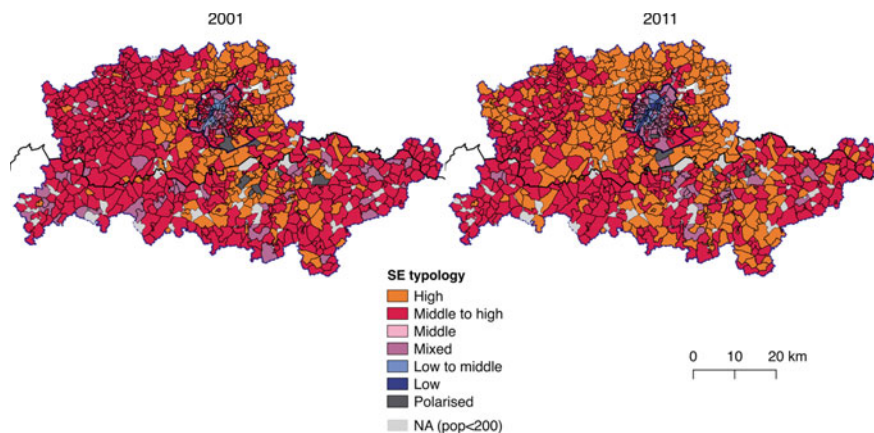 2001
2011
SE typology
High
Middle to high
Middle
Mixed
Low to middle
Low
Polarised
NA (pop<200)
0 10 20 km